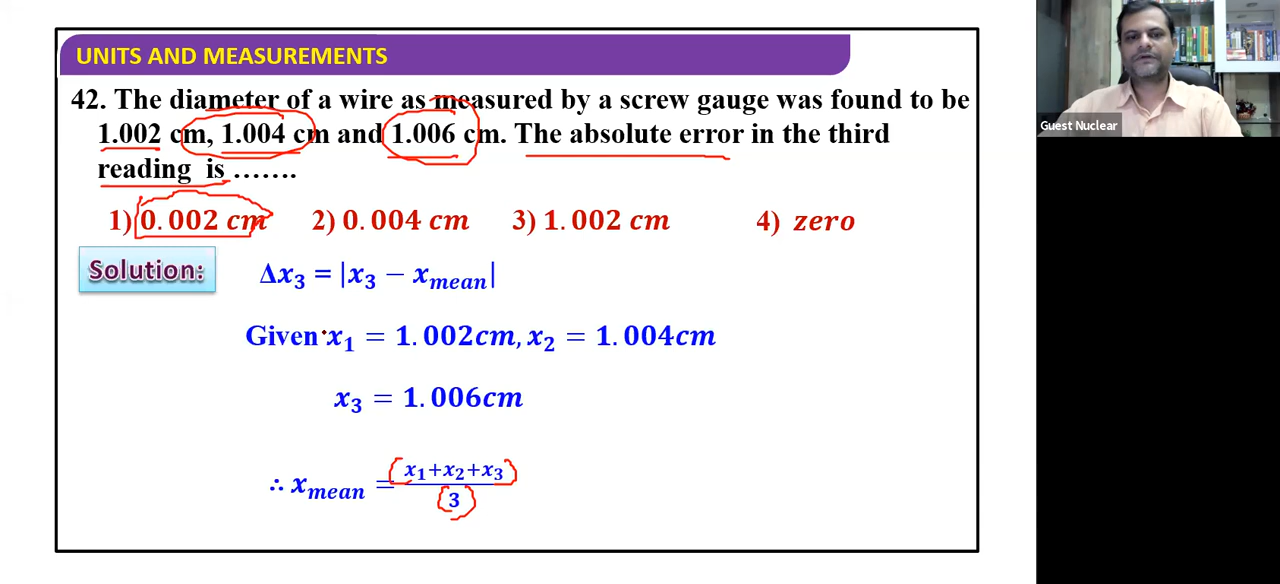 UNITS AND MEASUREMENTS
42. The diameter of a wire as measured by a screw gauge was found to be
1.002 cm, 1.004 cm and 1.006 cm. The absolute error in the third
reading is .......
1) 0.002 cm 2) 0.004 cm 3) 1.002 cm 4) zero
Solution: Δx₃ = |x₃ − x_mean|
Given x₁ = 1.002cm, x₂ = 1.004cm
x₃ = 1.006cm
∴ x_mean = (x₁+x₂+x₃)/3
Guest Nuclear